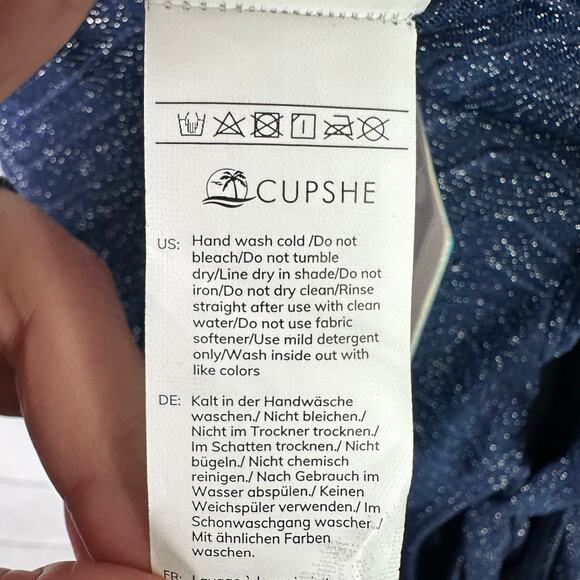 CUPSHE
US: Hand wash cold /Do not
bleach/Do not tumble
dry/Line dry in shade/Do not
iron/Do not dry clean/Rinse
straight after use with clean
water/Do not use fabric
softener/Use mild detergent
only/Wash inside out with
like colors
DE: Kalt in der Handwäsche
waschen./ Nicht bleichen./
Nicht im Trockner trocknen./
Im Schatten trocknen./ Nicht
bügeln./ Nicht chemisch
reinigen./ Nach Gebrauch im
Wasser abspülen./ Keinen
Weichspüler verwenden./ Im
Schonwaschgang waschen./
Mit ähnlichen Farben
waschen.
FR: